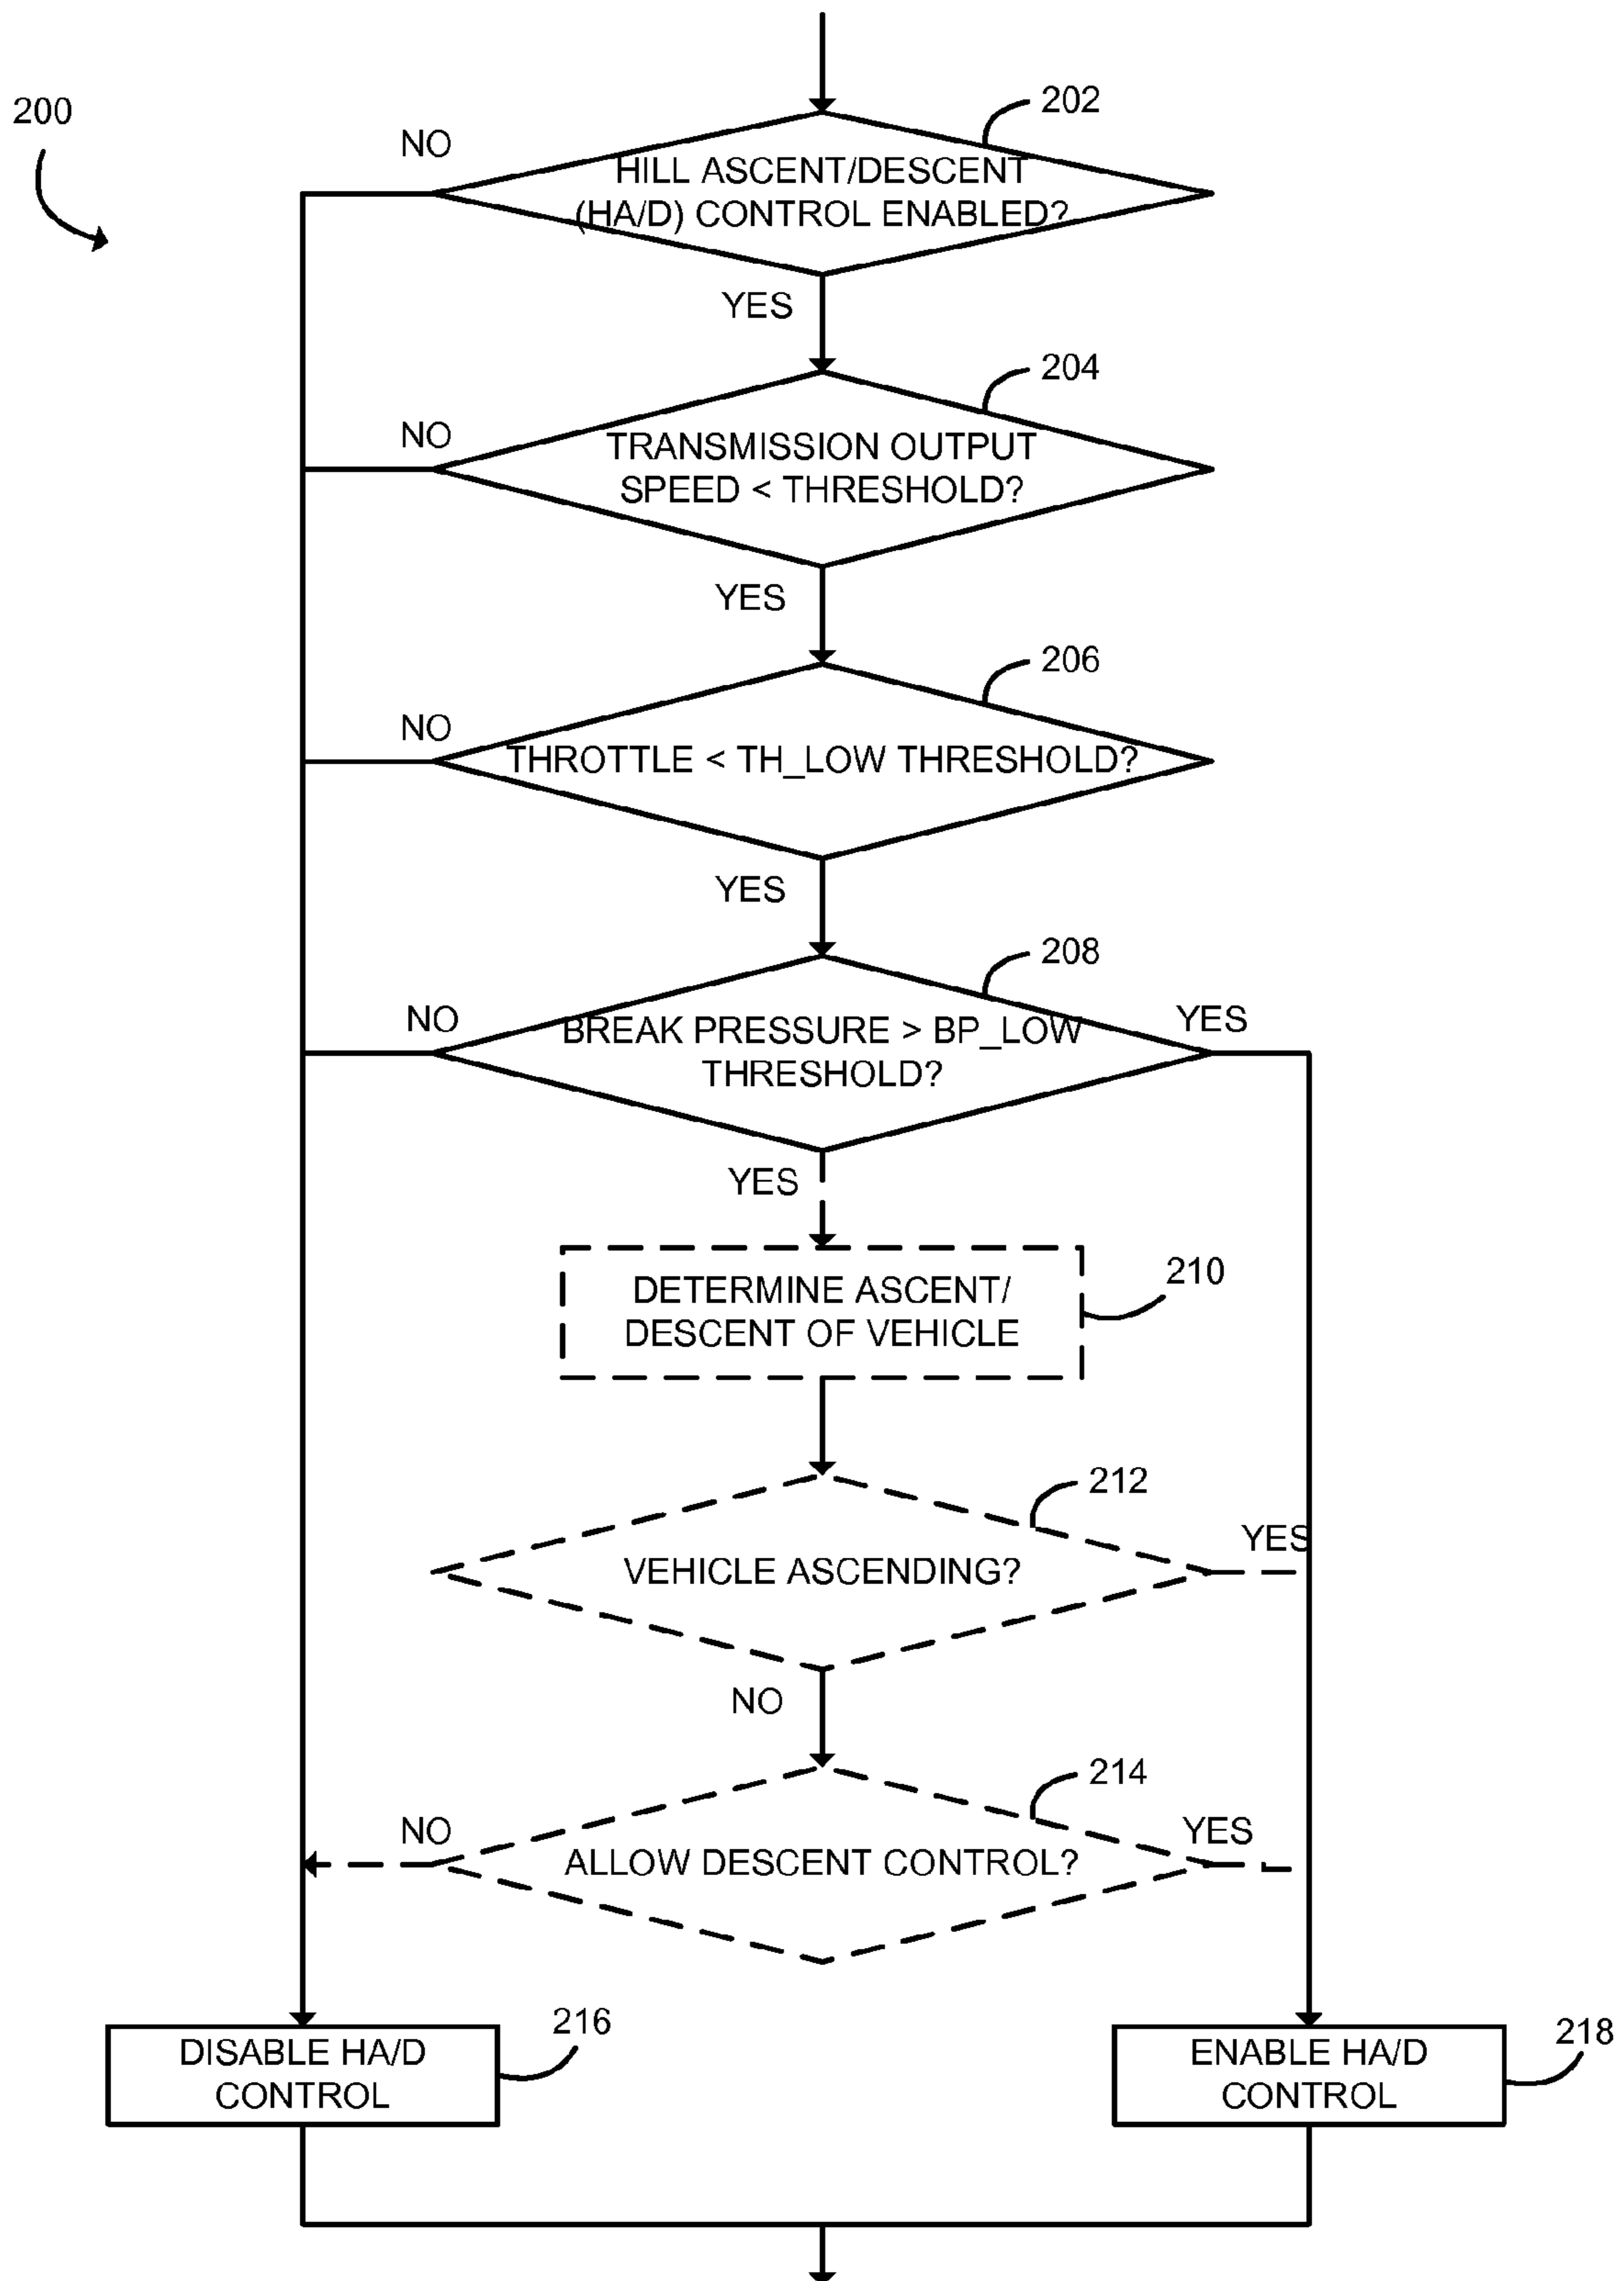 200
202
NO
HILL ASCENT/DESCENT
(HA/D) CONTROL ENABLED?
YES
204
NO
TRANSMISSION OUTPUT
SPEED < THRESHOLD?
YES
206
NO
THROTTLE < TH_LOW THRESHOLD?
YES
208
NO
BREAK PRESSURE > BP_LOW
THRESHOLD?
YES
YES
DETERMINE ASCENT/
DESCENT OF VEHICLE
210
212
YES
VEHICLE ASCENDING?
NO
214
NO
ALLOW DESCENT CONTROL?
YES
DISABLE HA/D
CONTROL
216
ENABLE HA/D
CONTROL
218